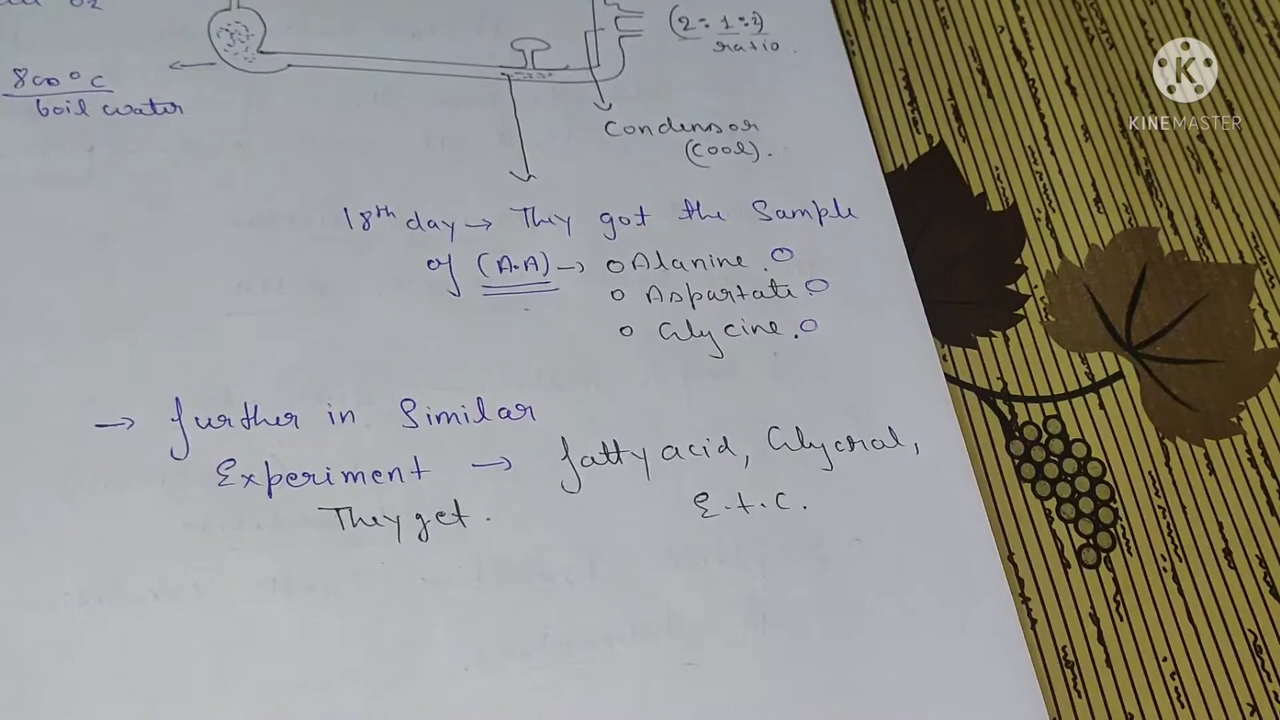 O2
(2:1:2)
ratio.
800°C
boil water
Condensor
(Cool).
18th day → They got the Sample
of (A.A) → o Alanine.
o Aspartate
o Glycine.
→ further in Similar
Experiment → fatty acid, Glycral,
They get. E.t.c.
KINEMASTER